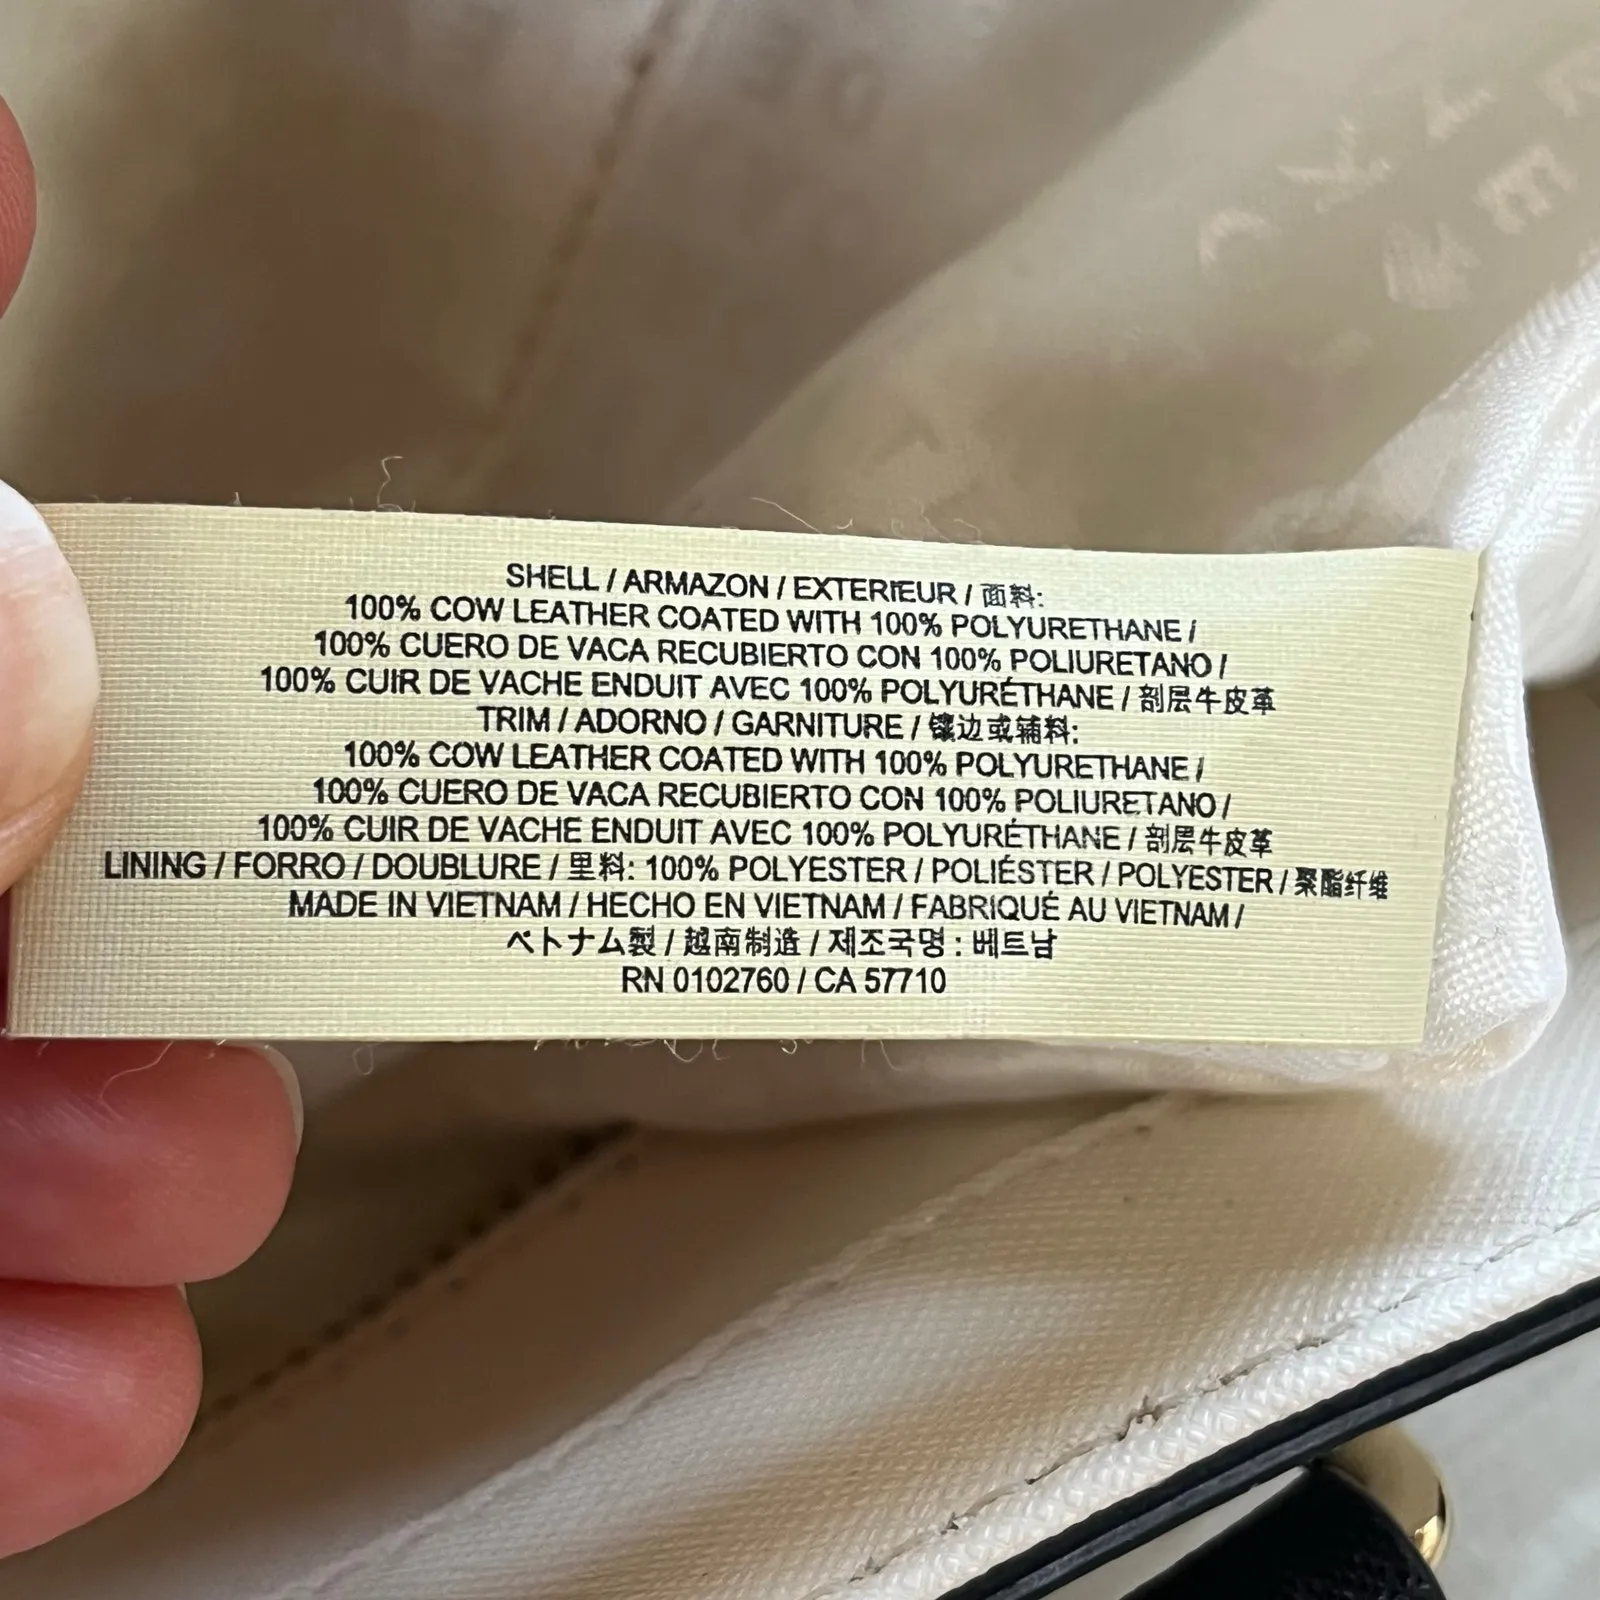 SHELL / ARMAZON / EXTERIEUR / 面料:
100% COW LEATHER COATED WITH 100% POLYURETHANE /
100% CUERO DE VACA RECUBIERTO CON 100% POLIURETANO /
100% CUIR DE VACHE ENDUIT AVEC 100% POLYURÉTHANE / 剖层牛皮革
TRIM / ADORNO / GARNITURE / 镶边或辅料:
100% COW LEATHER COATED WITH 100% POLYURETHANE /
100% CUERO DE VACA RECUBIERTO CON 100% POLIURETANO /
100% CUIR DE VACHE ENDUIT AVEC 100% POLYURÉTHANE / 剖层牛皮革
LINING / FORRO / DOUBLURE / 里料: 100% POLYESTER / POLIÉSTER / POLYESTER / 聚酯纤维
MADE IN VIETNAM / HECHO EN VIETNAM / FABRIQUÉ AU VIETNAM /
ベトナム製 / 越南制造 / 제조국명 : 베트남
RN 0102760 / CA 57710